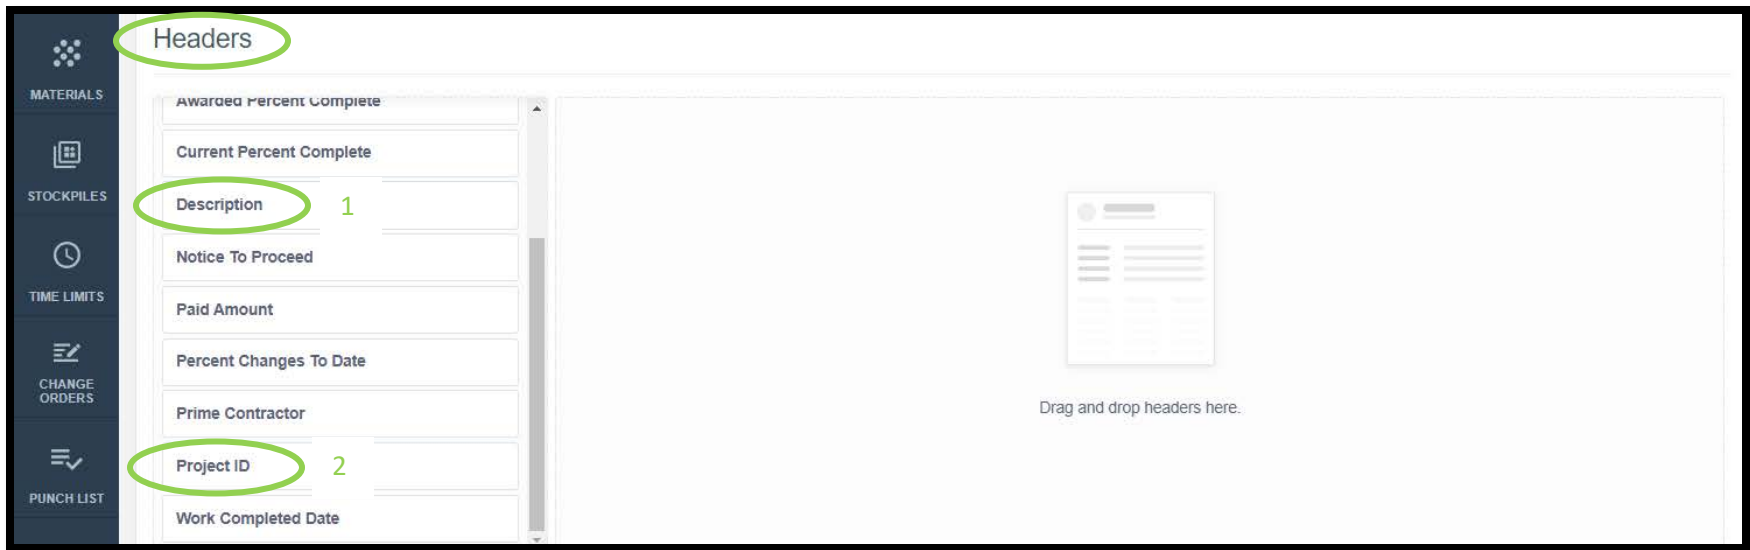 Headers
MATERIALS
STOCKPILES
TIME LIMITS
CHANGE
ORDERS
PUNCH LIST
Awarded Percent Complete
Current Percent Complete
Description 1
Notice To Proceed
Paid Amount
Percent Changes To Date
Prime Contractor
Project ID 2
Work Completed Date
Drag and drop headers here.